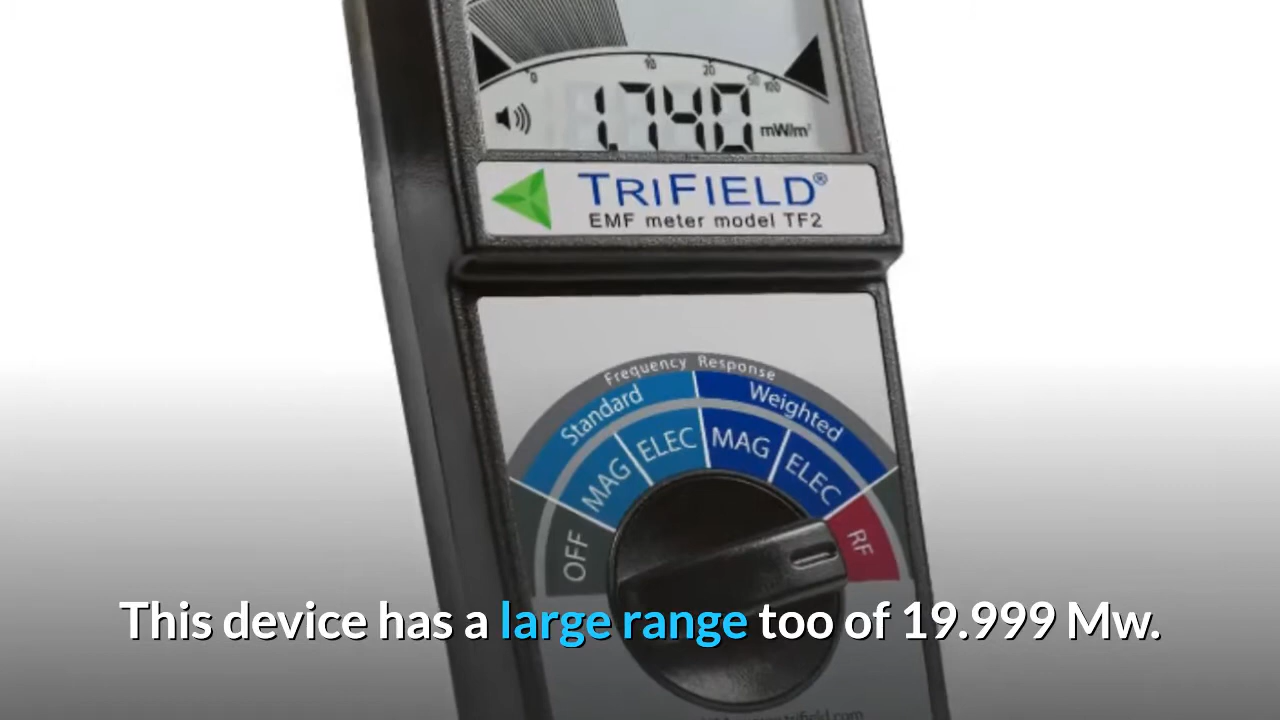 0 10 20 50 100
1.740 mW/m²
TRIFIELD®
EMF meter model TF2
Frequency Response
Standard Weighted
MAG ELEC MAG ELEC
OFF RF
This device has a large range too of 19.999 Mw.